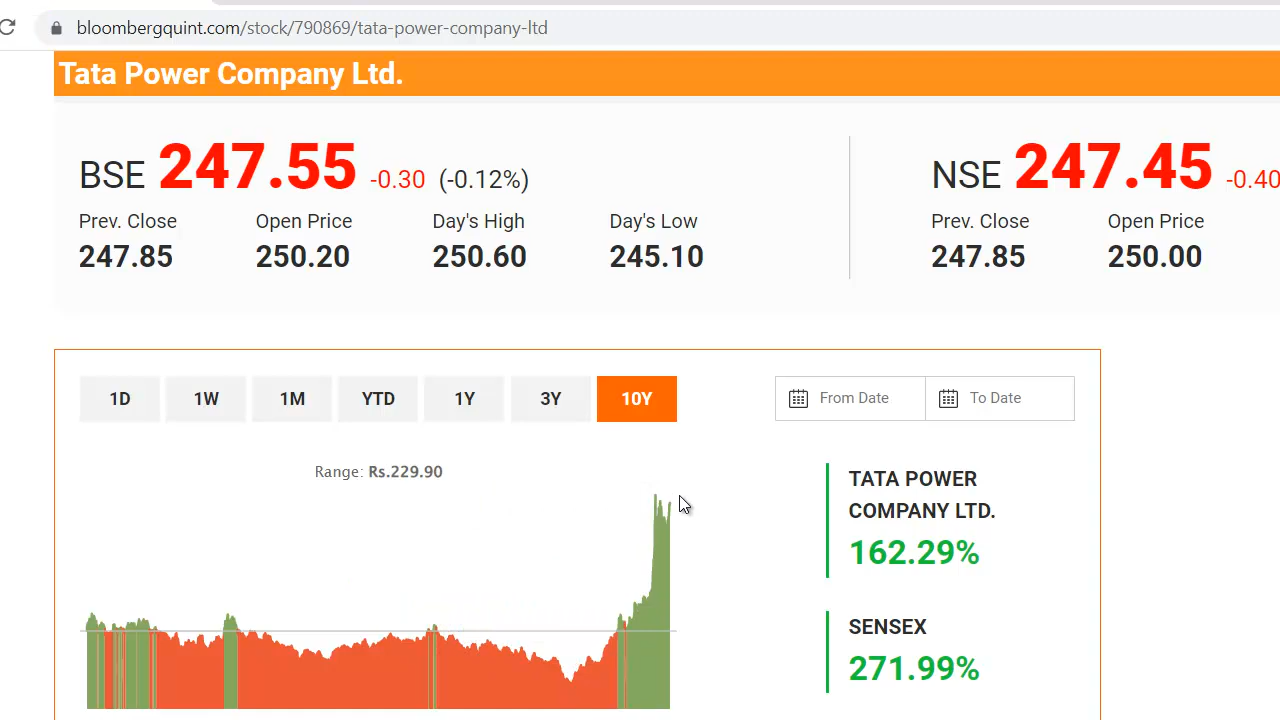 bloombergquint.com/stock/790869/tata-power-company-ltd
Tata Power Company Ltd.
BSE 247.55 -0.30 (-0.12%)
Prev. Close Open Price Day's High Day's Low
247.85 250.20 250.60 245.10
NSE 247.45 -0.40
Prev. Close Open Price
247.85 250.00
1D 1W 1M YTD 1Y 3Y 10Y
From Date To Date
Range: Rs.229.90
TATA POWER
COMPANY LTD.
162.29%
SENSEX
271.99%